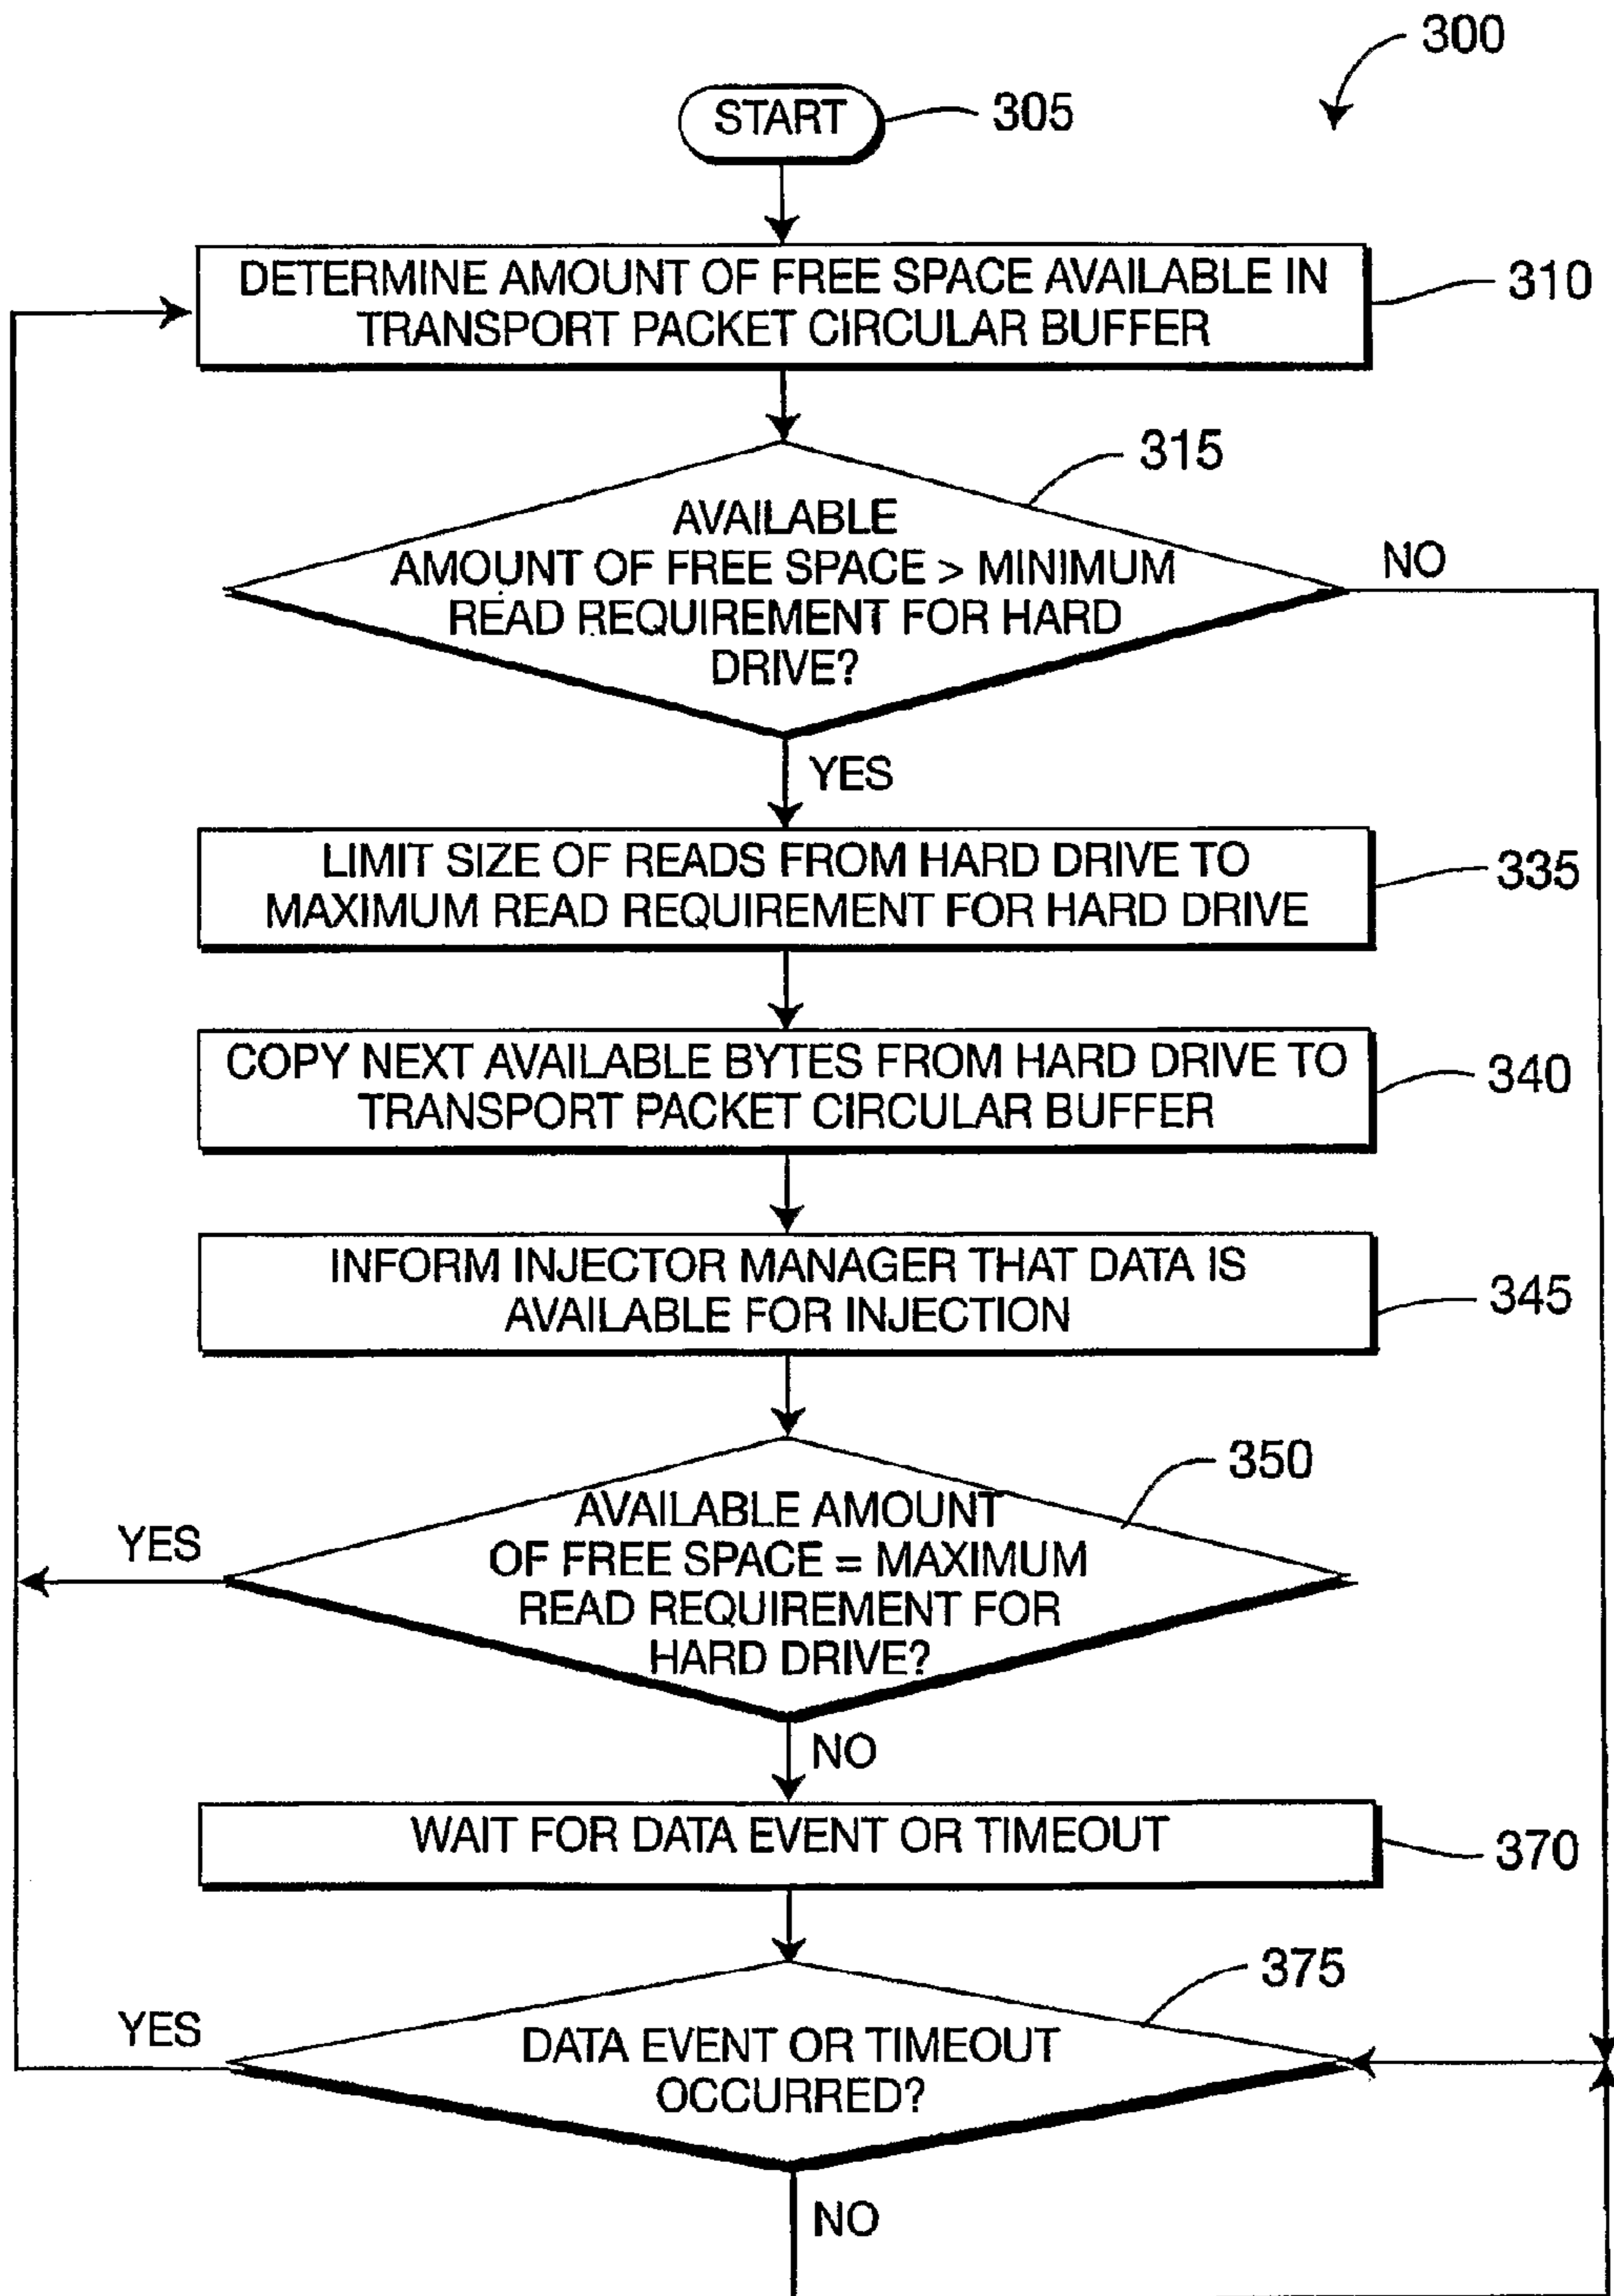 300
START
305
DETERMINE AMOUNT OF FREE SPACE AVAILABLE IN
TRANSPORT PACKET CIRCULAR BUFFER
310
315
AVAILABLE
AMOUNT OF FREE SPACE > MINIMUM
READ REQUIREMENT FOR HARD
DRIVE?
NO
YES
LIMIT SIZE OF READS FROM HARD DRIVE TO
MAXIMUM READ REQUIREMENT FOR HARD DRIVE
335
COPY NEXT AVAILABLE BYTES FROM HARD DRIVE TO
TRANSPORT PACKET CIRCULAR BUFFER
340
INFORM INJECTOR MANAGER THAT DATA IS
AVAILABLE FOR INJECTION
345
350
AVAILABLE AMOUNT
OF FREE SPACE = MAXIMUM
READ REQUIREMENT FOR
HARD DRIVE?
YES
NO
WAIT FOR DATA EVENT OR TIMEOUT
370
375
YES
DATA EVENT OR TIMEOUT
OCCURRED?
NO